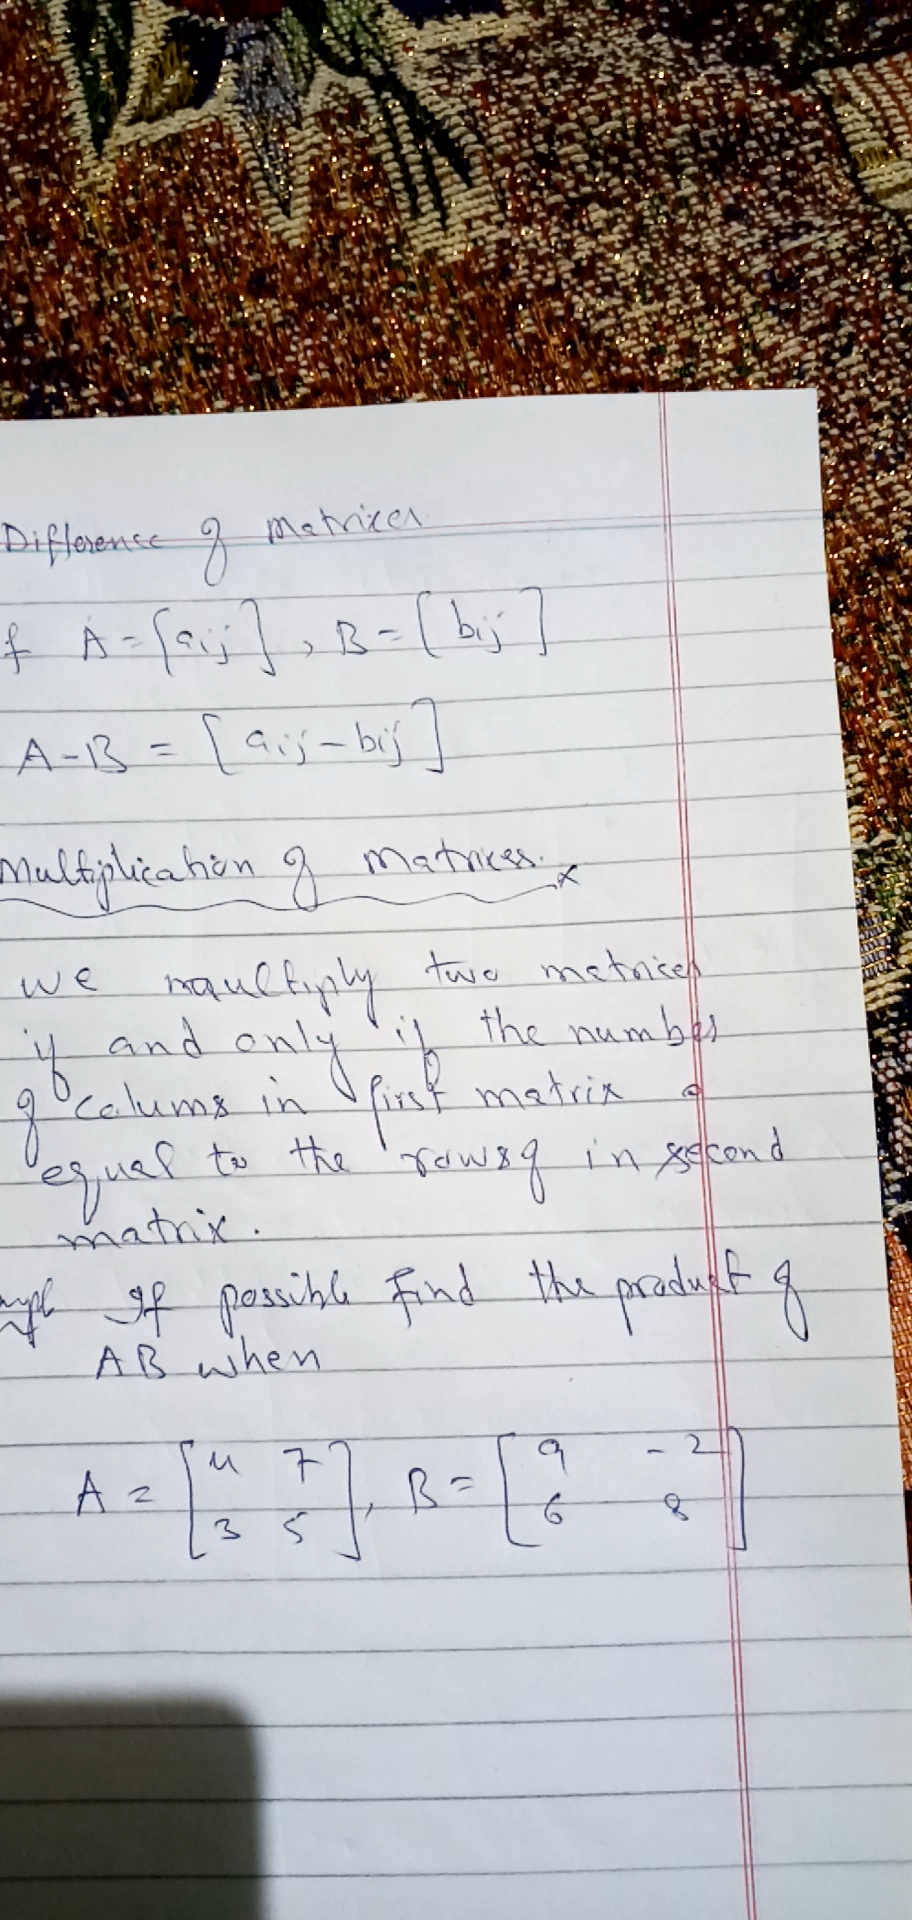 Difference of matrices
f A = [aij], B = [bij]
A-B = [aij - bij]
Multiplication of matrices.
we maultiply two matrices
if and only if the number
of colums in first matrix
equal to the rows of in second
matrix.
If possible find the product of
AB when
A = [4 7 3 5], B = [9 -2 6 8]